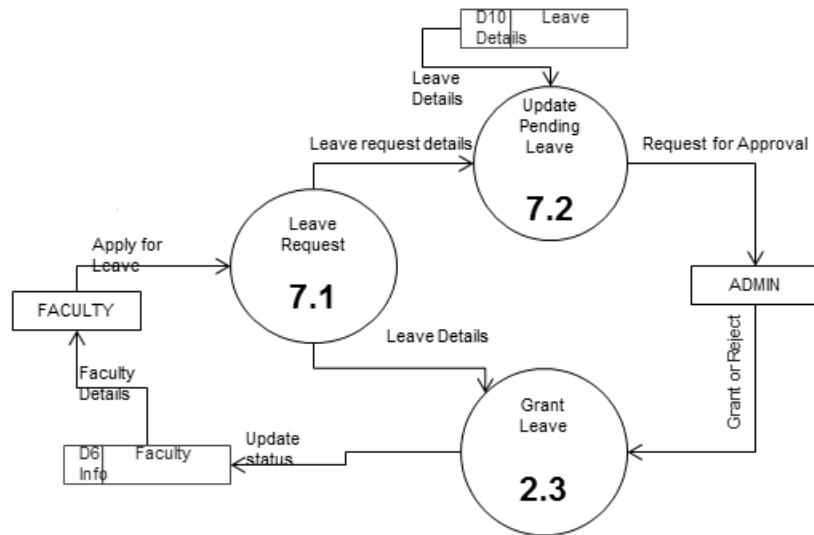 D10 Leave
Details
Leave
Details
Update
Pending
Leave
7.2
Leave request details
Request for Approval
Leave
Request
7.1
Apply for
Leave
FACULTY
ADMIN
Leave Details
Grant or Reject
Faculty
Details
Grant
Leave
2.3
D6 Faculty
Info
Update
status